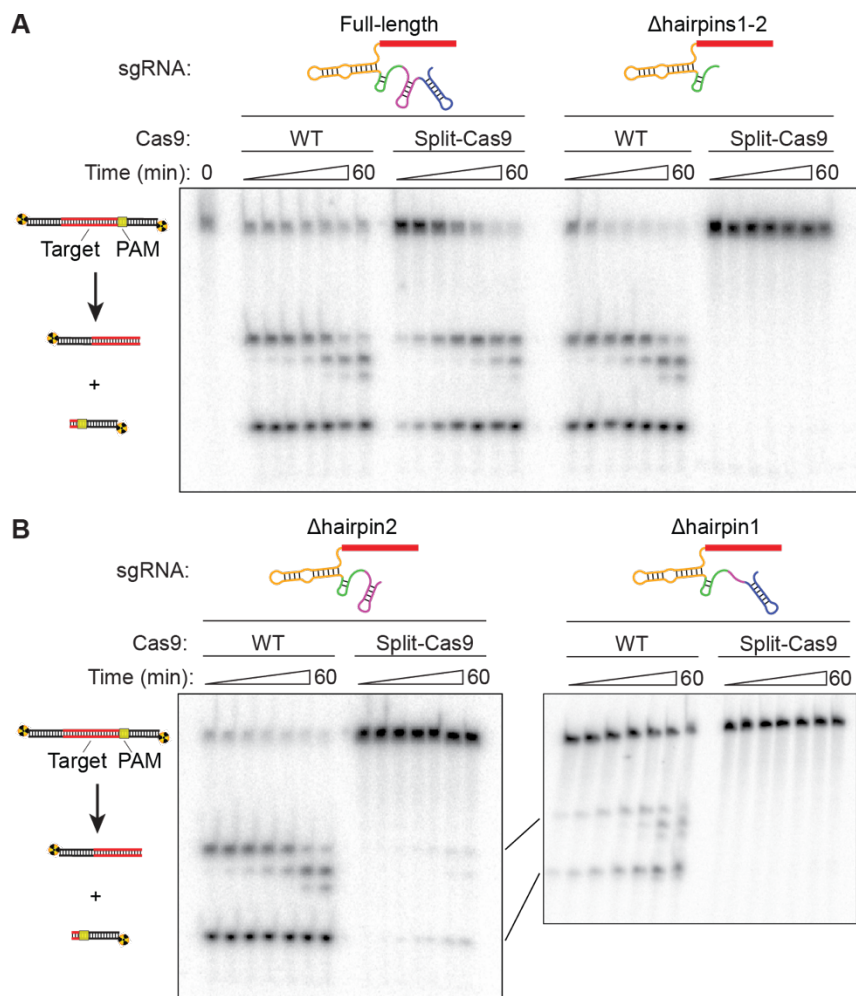 A
Full-length
Δhairpins1-2
sgRNA:
Cas9:
WT
Split-Cas9
WT
Split-Cas9
Time (min):
0
60
60
60
60
Target
PAM
+
B
Δhairpin2
Δhairpin1
sgRNA:
Cas9:
WT
Split-Cas9
WT
Split-Cas9
Time (min):
60
60
60
60
Target
PAM
+